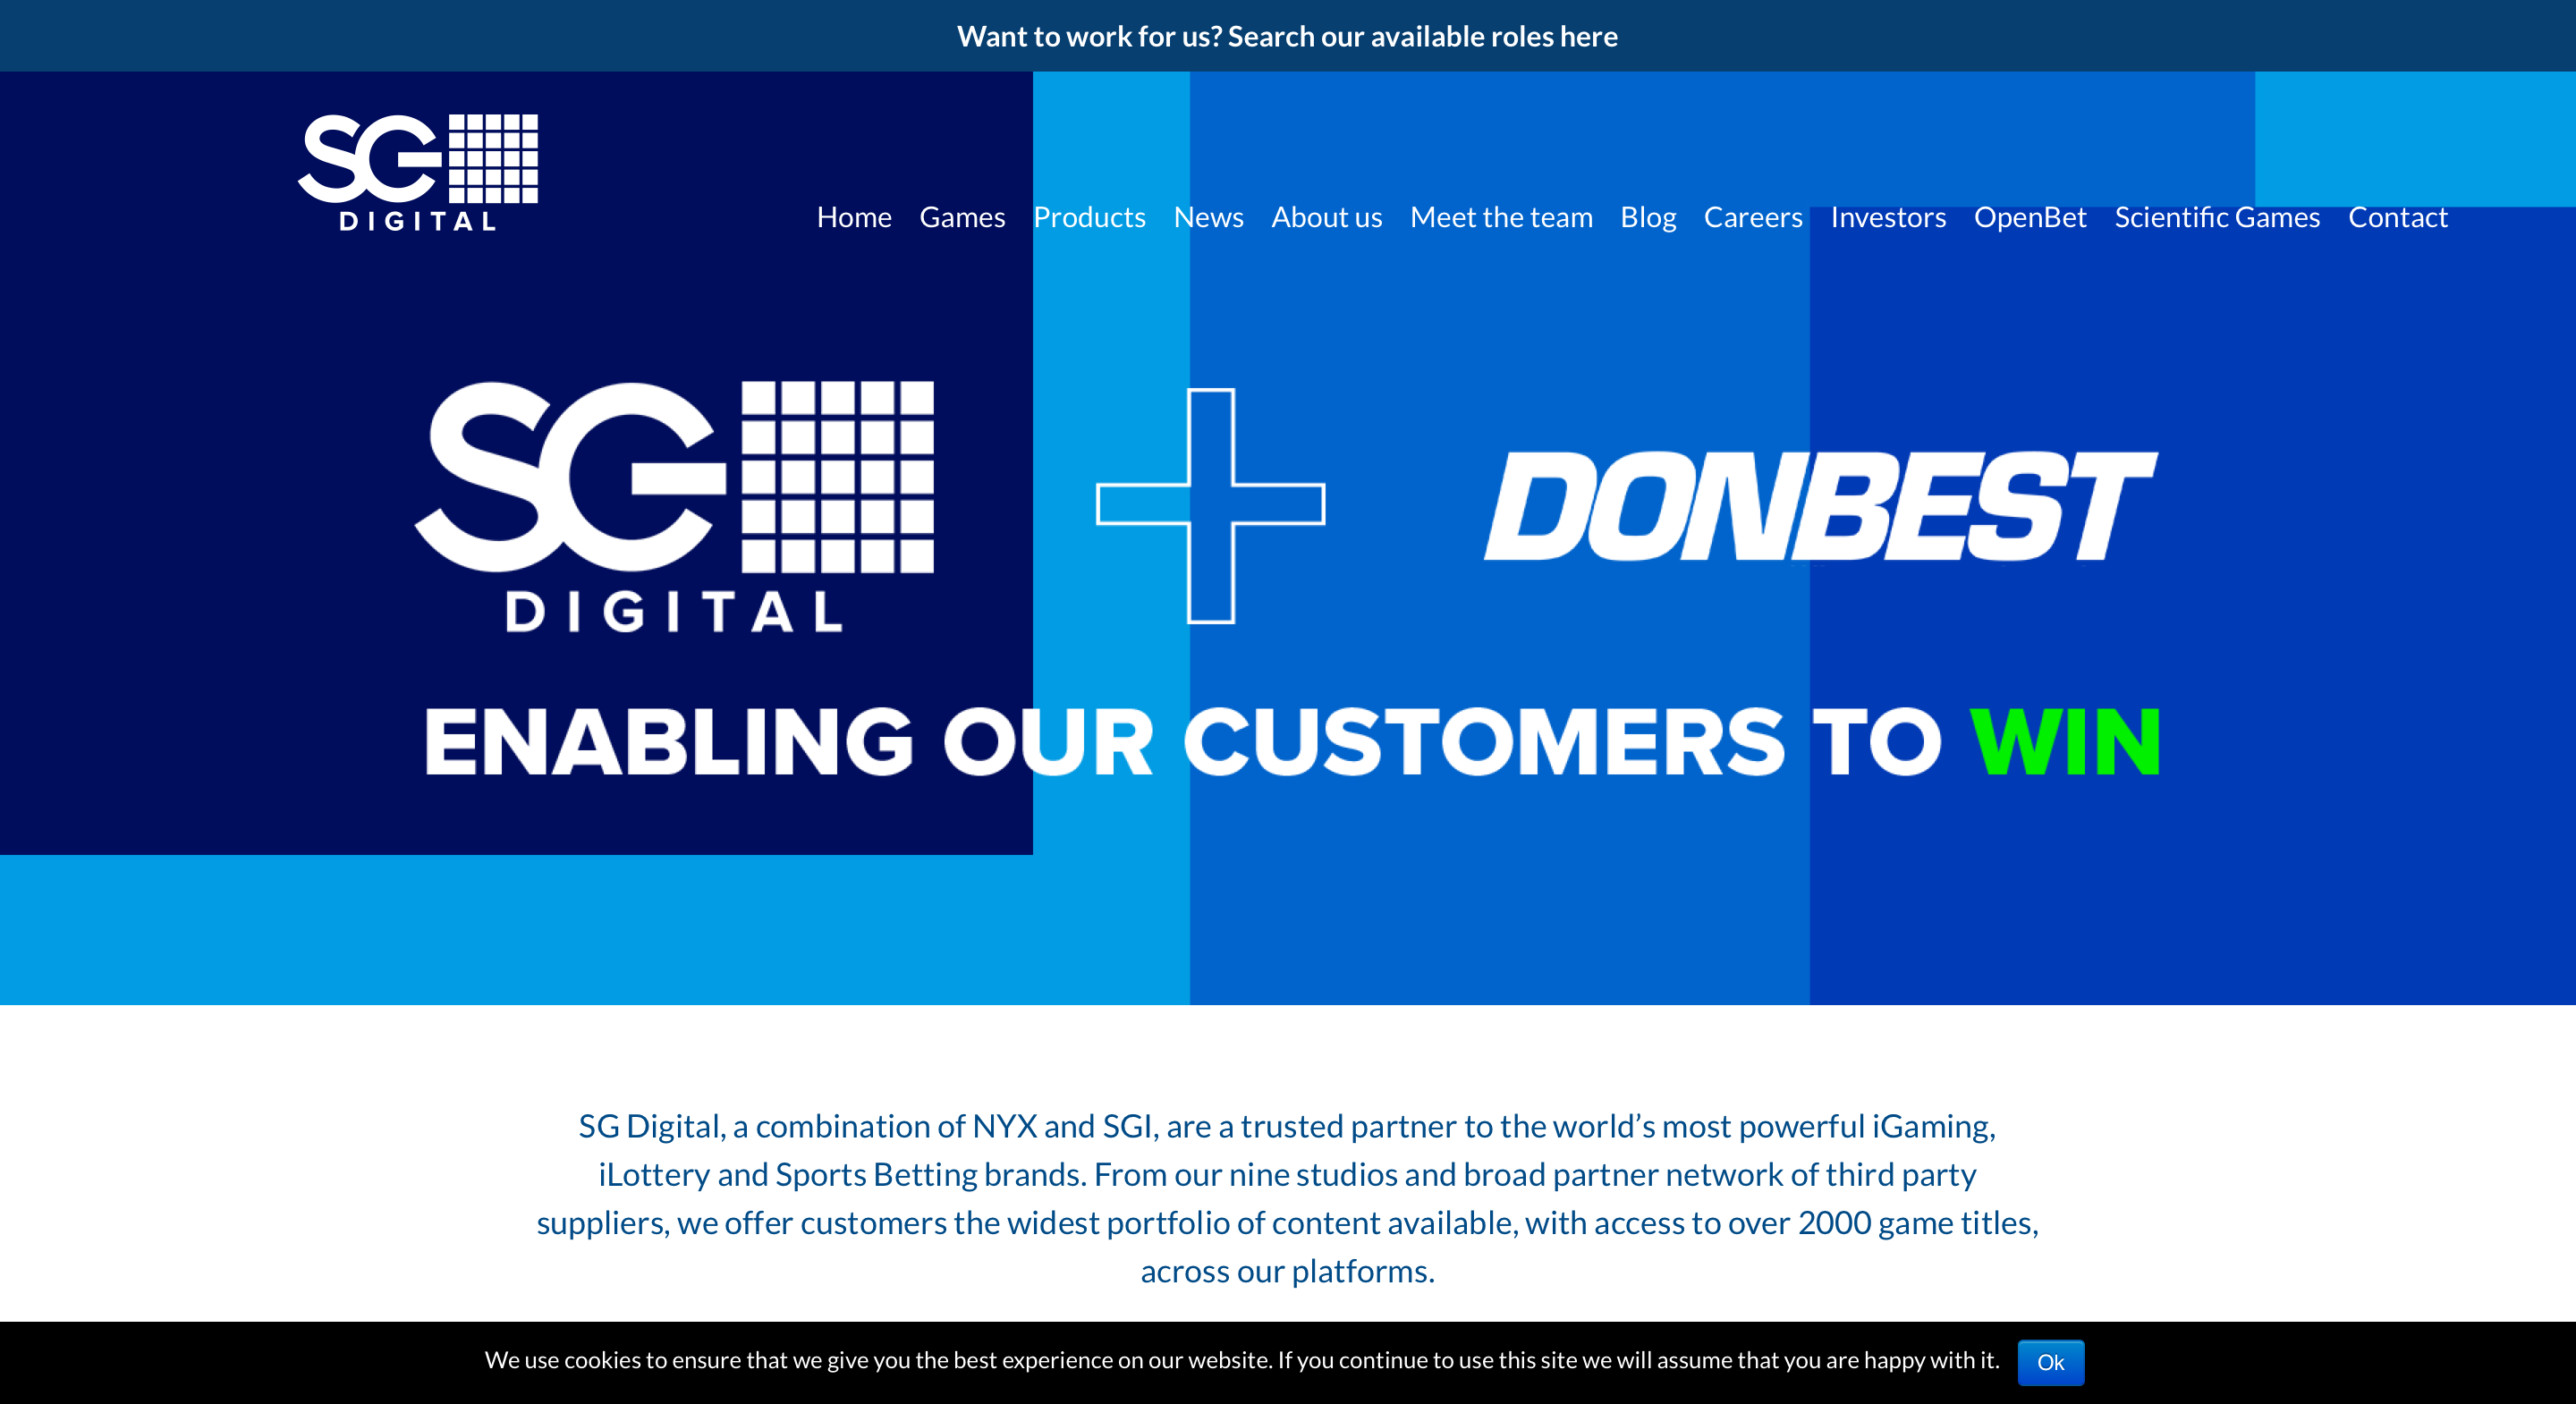 Want to work for us? Search our available roles here
SG
DIGITAL
Home Games Products News About us Meet the team Blog Careers Investors OpenBet Scientific Games Contact
SG
DIGITAL
DONBEST
ENABLING OUR CUSTOMERS TO WIN
SG Digital, a combination of NYX and SGI, are a trusted partner to the world’s most powerful iGaming,
iLottery and Sports Betting brands. From our nine studios and broad partner network of third party
suppliers, we offer customers the widest portfolio of content available, with access to over 2000 game titles,
across our platforms.
We use cookies to ensure that we give you the best experience on our website. If you continue to use this site we will assume that you are happy with it. Ok